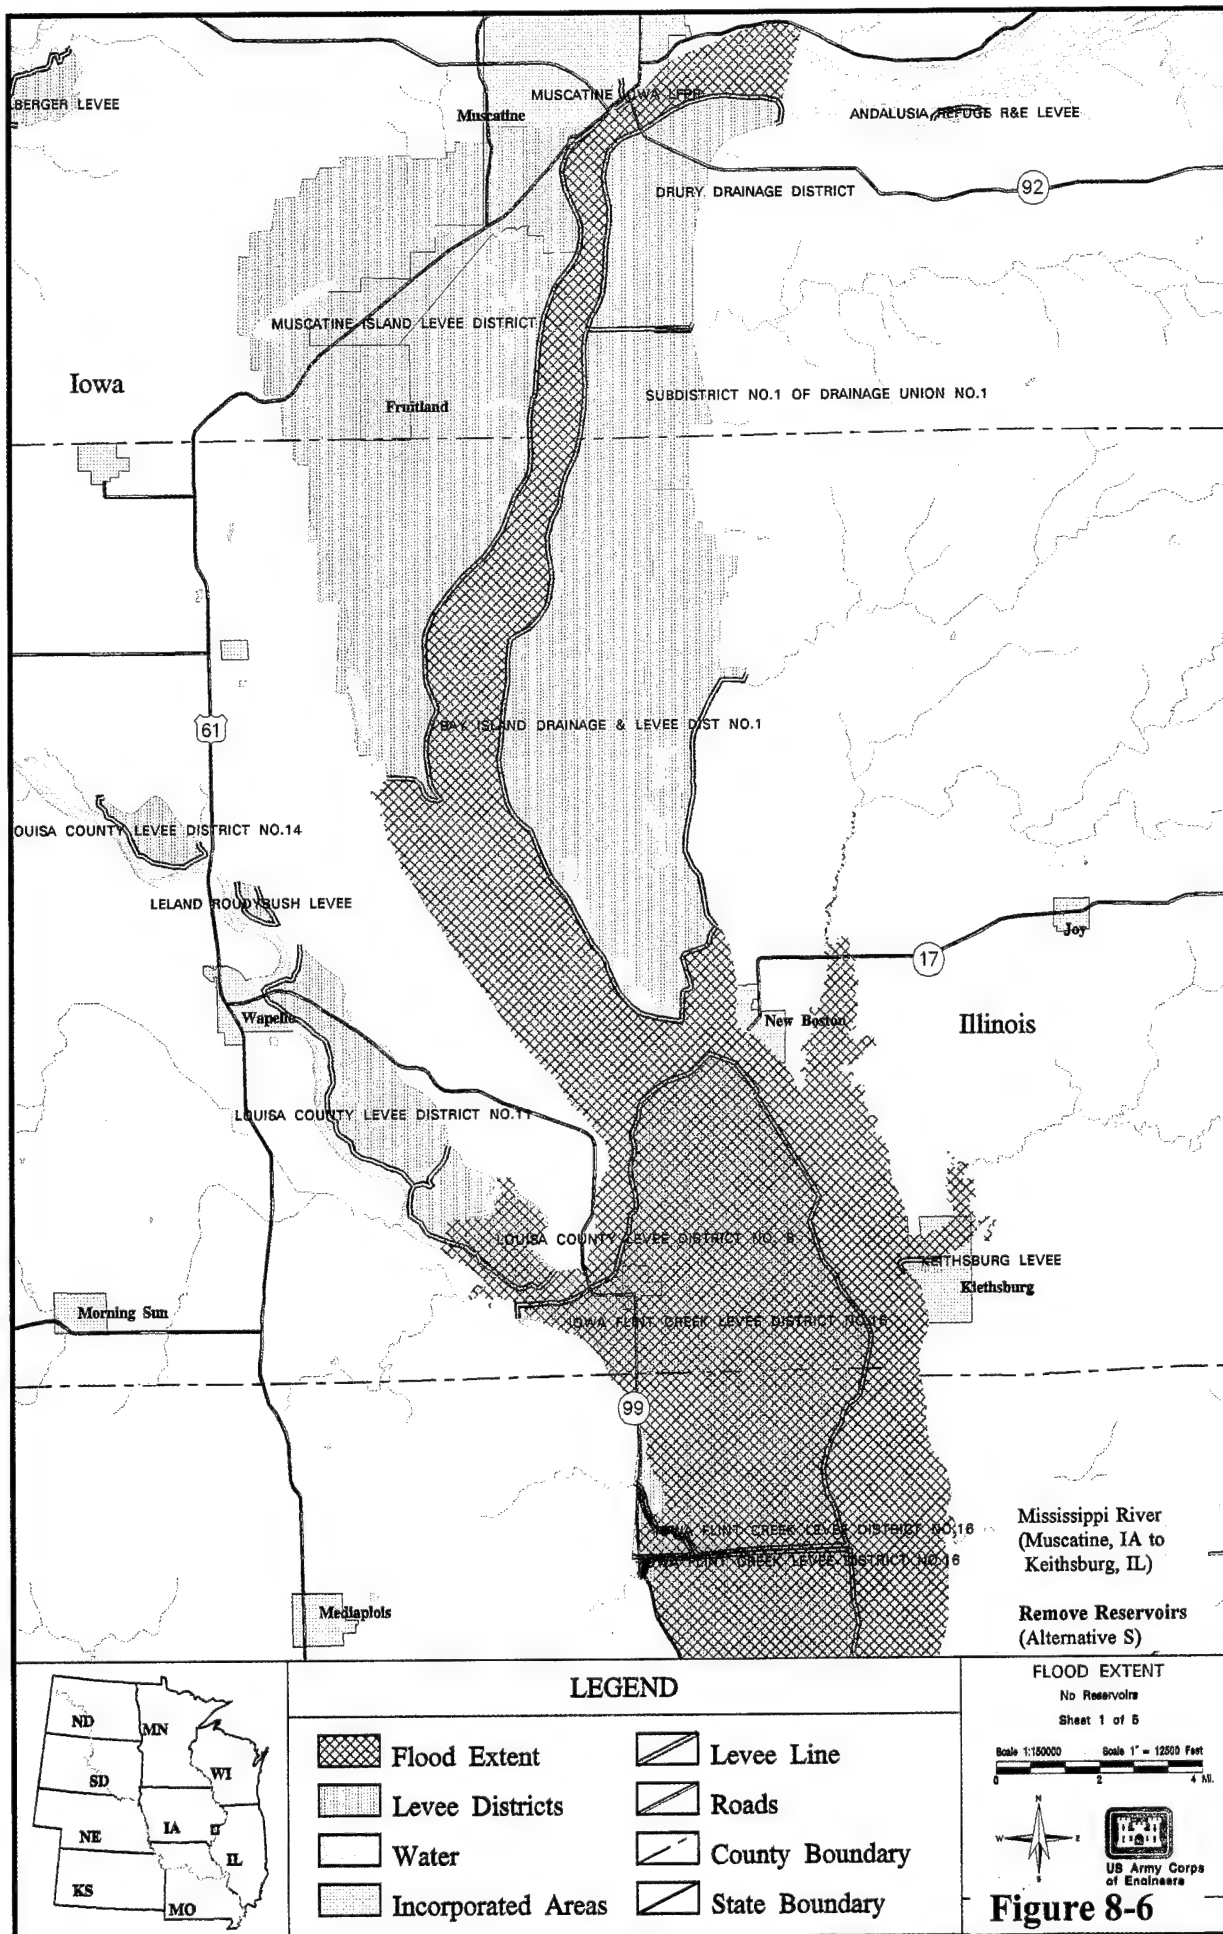 BERGER LEVEE
MUSCATINE IOWA LFPP
Muscatine
ANDALUSIA REFUGE R&E LEVEE
DRURY DRAINAGE DISTRICT
92
MUSCATINE ISLAND LEVEE DISTRICT
Iowa
Fruitland
SUBDISTRICT NO.1 OF DRAINAGE UNION NO.1
BAY ISLAND DRAINAGE & LEVEE DIST NO.1
61
OUISA COUNTY LEVEE DISTRICT NO.14
LELAND ROUDYBUSH LEVEE
Joy
17
Wapello
New Boston
Illinois
LOUISA COUNTY LEVEE DISTRICT NO.11
LOUISA COUNTY LEVEE DISTRICT NO. 8
KEITHSBURG LEVEE
Kiethsburg
Morning Sun
IOWA FLINT CREEK LEVEE DISTRICT NO.16
99
Mississippi River
(Muscatine, IA to
Keithsburg, IL)
IOWA FLINT CREEK LEVEE DISTRICT NO.16
IOWA FLINT CREEK LEVEE DISTRICT NO.16
Mediaplois
Remove Reservoirs
(Alternative S)
ND
MN
SD
WI
NE
IA
IL
KS
MO
LEGEND
Flood Extent
Levee Districts
Water
Incorporated Areas
Levee Line
Roads
County Boundary
State Boundary
FLOOD EXTENT
No Reservoirs
Sheet 1 of 5
Scale 1:150000 Scale 1" = 12500 Feet
0 2 4 MI.
N
W E
S
US Army Corps
of Engineers
Figure 8-6